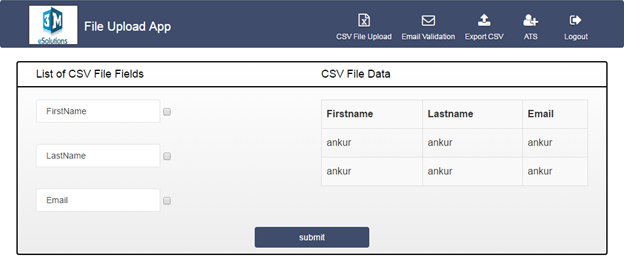 3M
eSolutions
File Upload App
CSV File Upload
Email Validation
Export CSV
ATS
Logout
List of CSV File Fields
CSV File Data
FirstName
LastName
Email
Firstname Lastname Email
ankur ankur ankur
ankur ankur ankur
submit